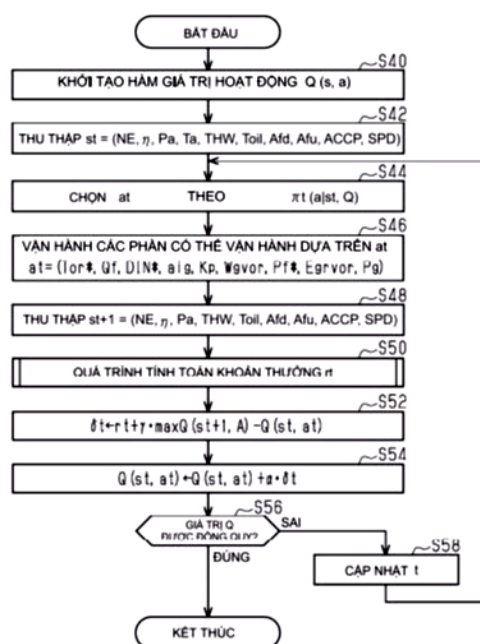 BẮT ĐẦU
S40
KHỞI TẠO HÀM GIÁ TRỊ HOẠT ĐỘNG Q (s, a)
S42
THU THẬP st = (NE, η, Pa, Ta, THW, Toil, Afd, Afu, ACCP, SPD)
S44
CHỌN at THEO πt (a|st, Q)
S46
VẬN HÀNH CÁC PHẦN CÓ THỂ VẬN HÀNH DỰA TRÊN at
at= (Tor*, Qf, DIN*, aig, Kp, Wgvor, Pf*, Egrvor, Pg)
S48
THU THẬP st+1 = (NE, η, Pa, THW, Toil, Afd, Afu, ACCP, SPD)
S50
QUÁ TRÌNH TÍNH TOÁN KHOẢN THƯỞNG rt
S52
δt←rt+γ·maxQ (st+1, A) -Q (st, at)
S54
Q (st, at) ←Q (st, at) +α·δt
S56
GIÁ TRỊ Q
ĐƯỢC ĐỒNG QUY?
SAI
ĐÚNG
S58
CẬP NHẬT t
KẾT THÚC